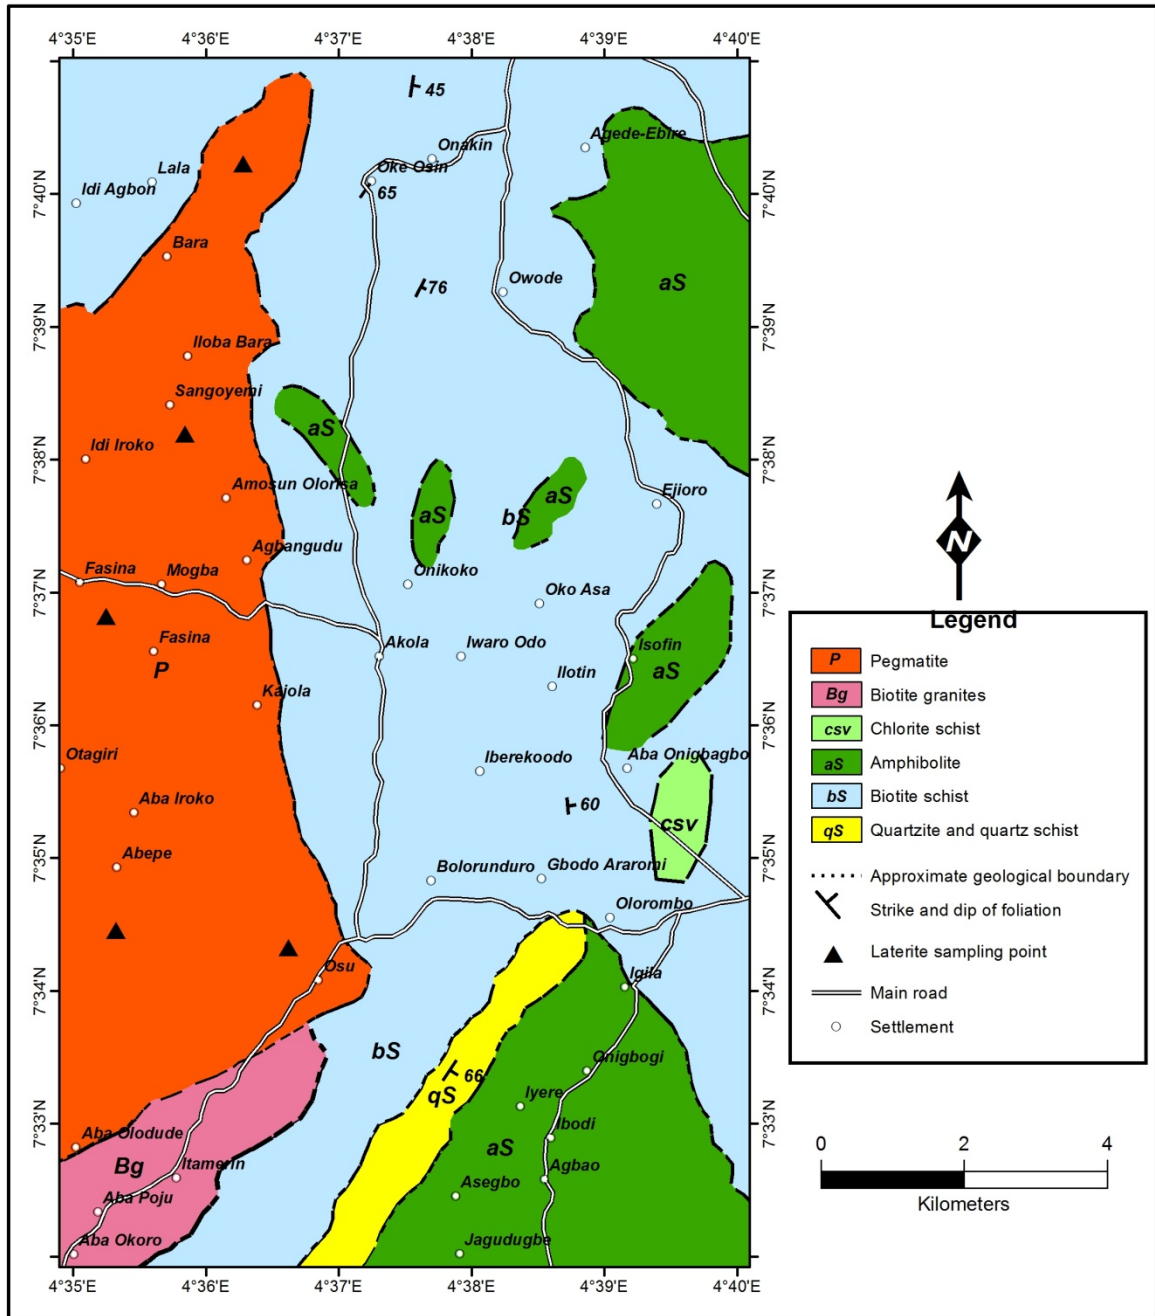 4°35'E 4°36'E 4°37'E 4°38'E 4°39'E 4°40'E
45
Agede-Ebire
Onakin
Lala
Oke Osin
7°40'N
Idi Agbon
65
7°40'N
Bara
Owode
76
aS
7°39'N
7°39'N
Iloba Bara
Sangoyemi
aS
Idi Iroko
7°38'N
7°38'N
Amosun Olorisa
aS
Ejioro
aS
bS
Agbangudu
Fasina
Mogba
Onikoko
7°37'N
Oko Asa
7°37'N
Fasina
Akola
Iwaro Odo
Isofin
P
Ilotin
aS
Kajola
7°36'N
7°36'N
Otagiri
Iberekoodo
Aba Onigbagbo
Aba Iroko
60
csv
Abepe
7°35'N
Bolorunduro
Gbodo Araromi
7°35'N
Olorombo
Osu
Igila
7°34'N
7°34'N
bS
Onigbogi
66
qS
Iyere
7°33'N
Aba Olodude
Ibodi
7°33'N
aS
Bg
Itamerin
Asegbo
Agbao
Aba Poju
Aba Okoro
Jagudugbe
4°35'E 4°36'E 4°37'E 4°38'E 4°39'E 4°40'E
N
Legend
P Pegmatite
Bg Biotite granites
csv Chlorite schist
aS Amphibolite
bS Biotite schist
qS Quartzite and quartz schist
Approximate geological boundary
Strike and dip of foliation
Laterite sampling point
Main road
Settlement
0 2 4
Kilometers